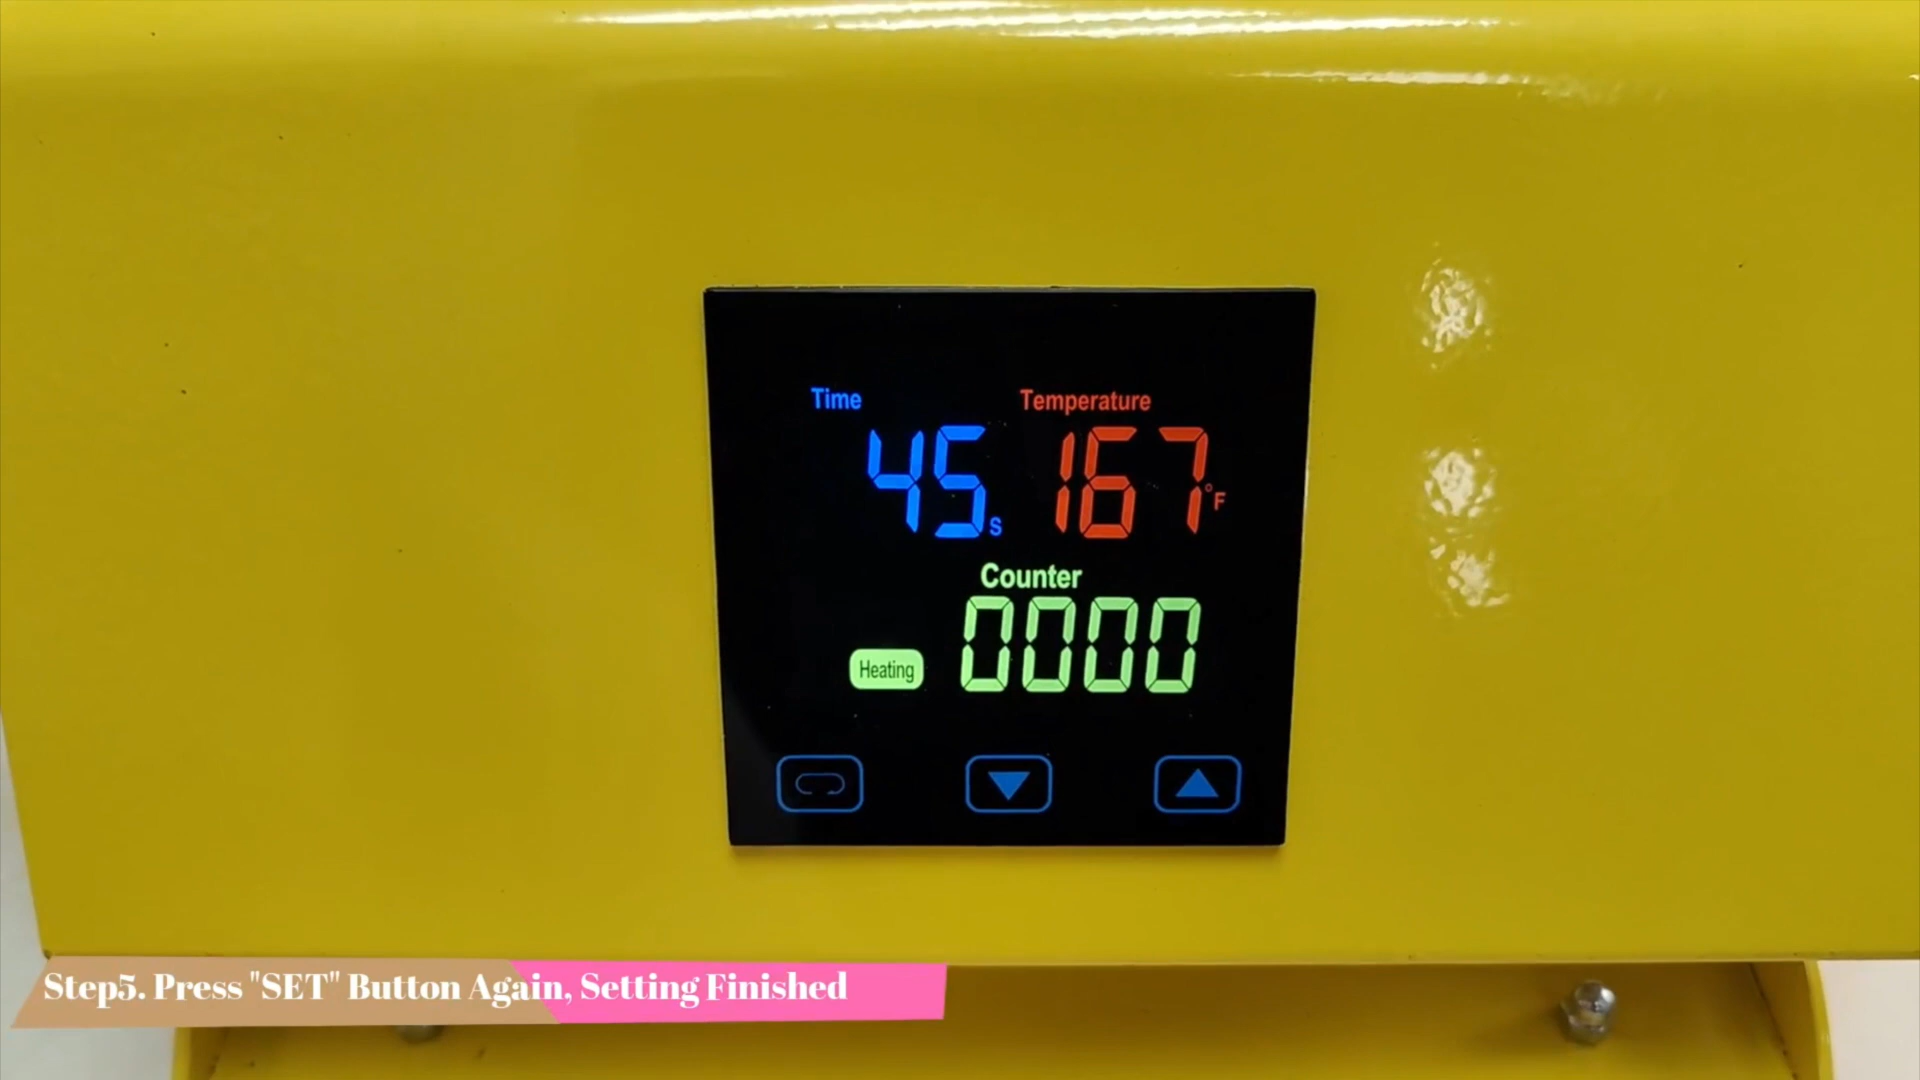 Time Temperature
45 S 167 °F
Counter
Heating 0000
Step5. Press "SET" Button Again, Setting Finished